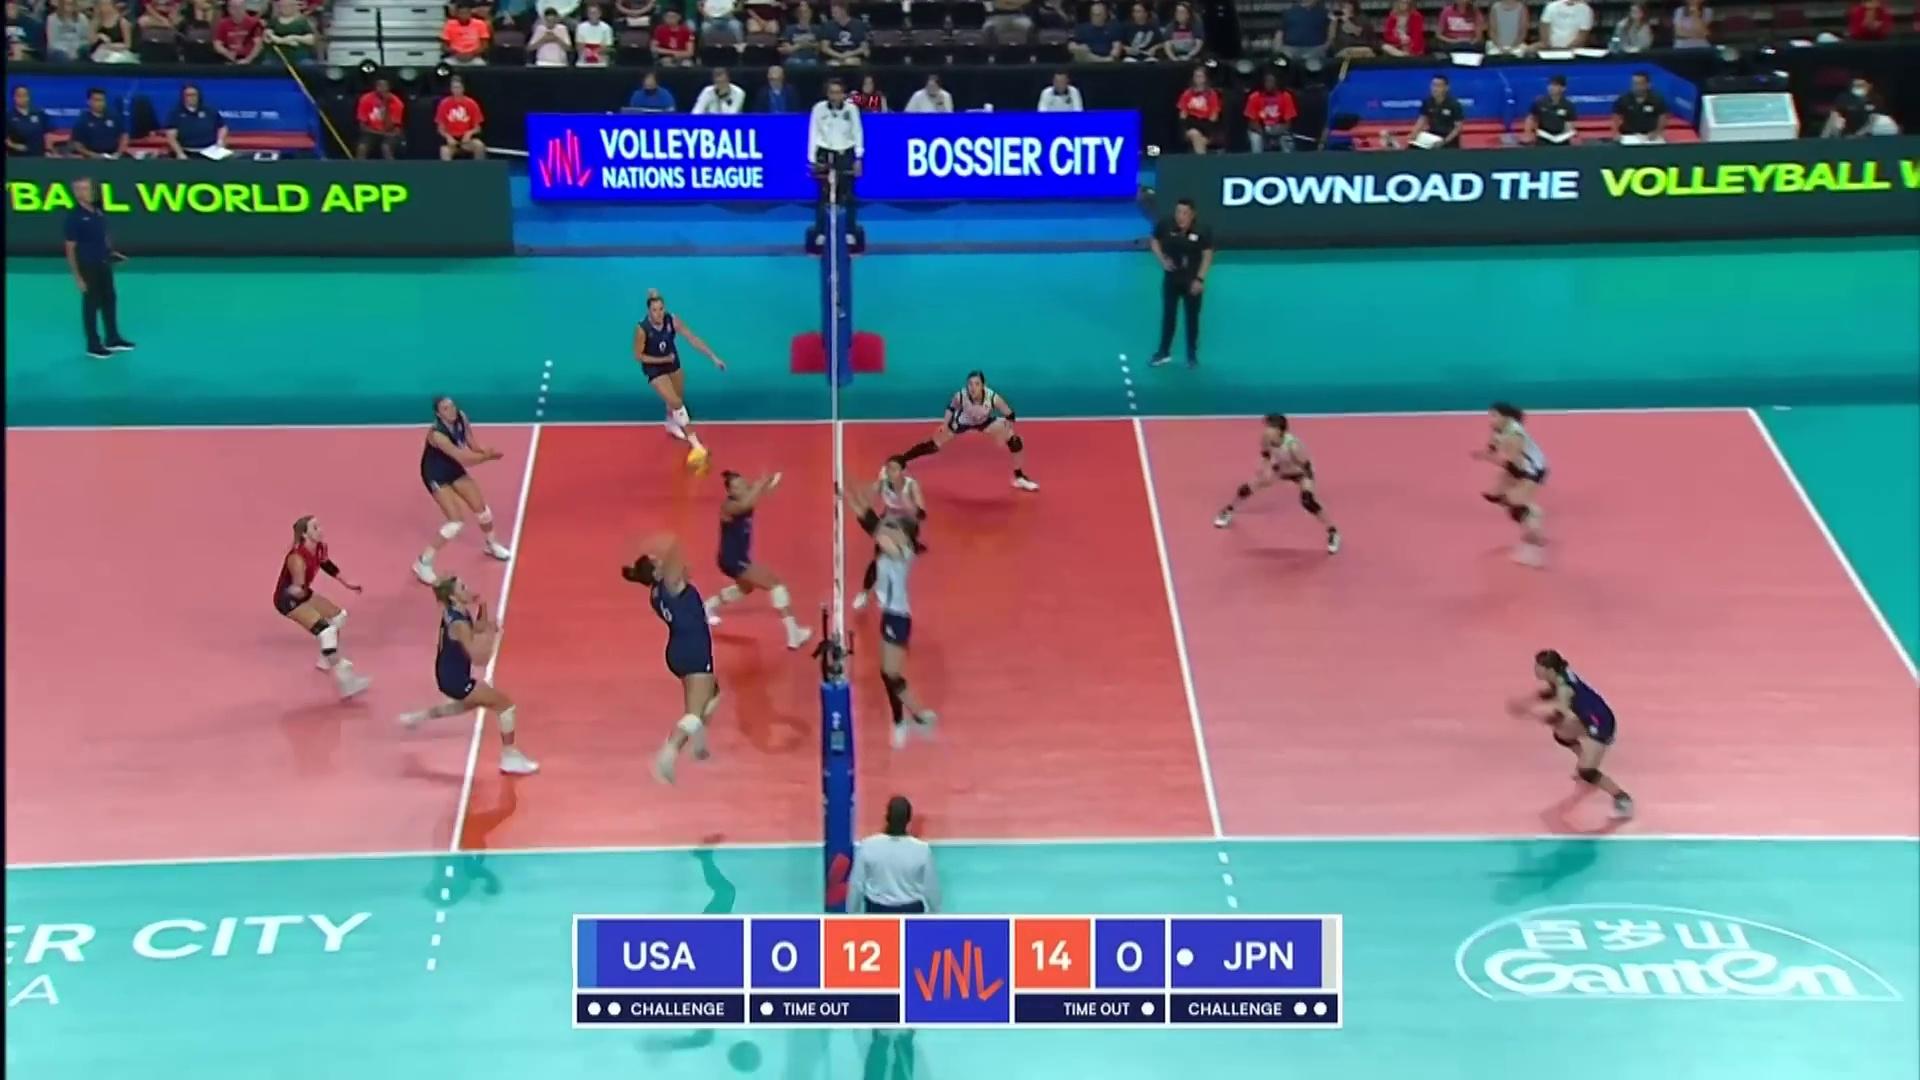 VOLLEYBALL
NATIONS LEAGUE
BOSSIER CITY
WORLD APP
DOWNLOAD THE VOLLEYBALL W
ER CITY
A
百岁山
Ganten
USA 0 12 VNL 14 0 JPN
CHALLENGE TIME OUT TIME OUT CHALLENGE